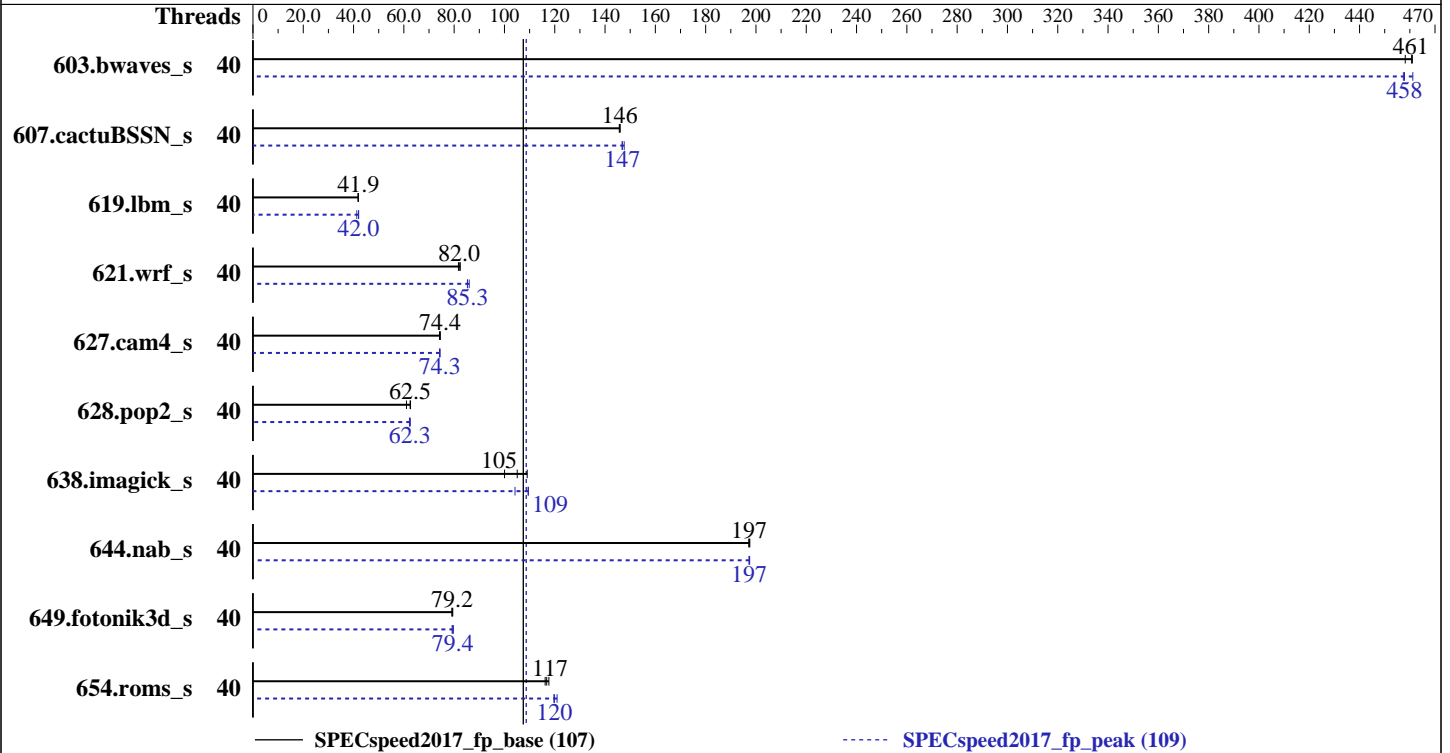 Threads 0 20.0 40.0 60.0 80.0 100.0 120 140 160 180 200 220 240 260 280 300 320 340 360 380 400 420 440 470
461
603.bwaves_s 40
458
146
607.cactuBSSN_s 40
147
41.9
619.lbm_s 40
42.0
82.0
621.wrf_s 40
85.3
74.4
627.cam4_s 40
74.3
62.5
628.pop2_s 40
62.3
105
638.imagick_s 40
109
197
644.nab_s 40
197
79.2
649.fotonik3d_s 40
79.4
117
654.roms_s 40
120
SPECspeed2017_fp_base (107) SPECspeed2017_fp_peak (109)